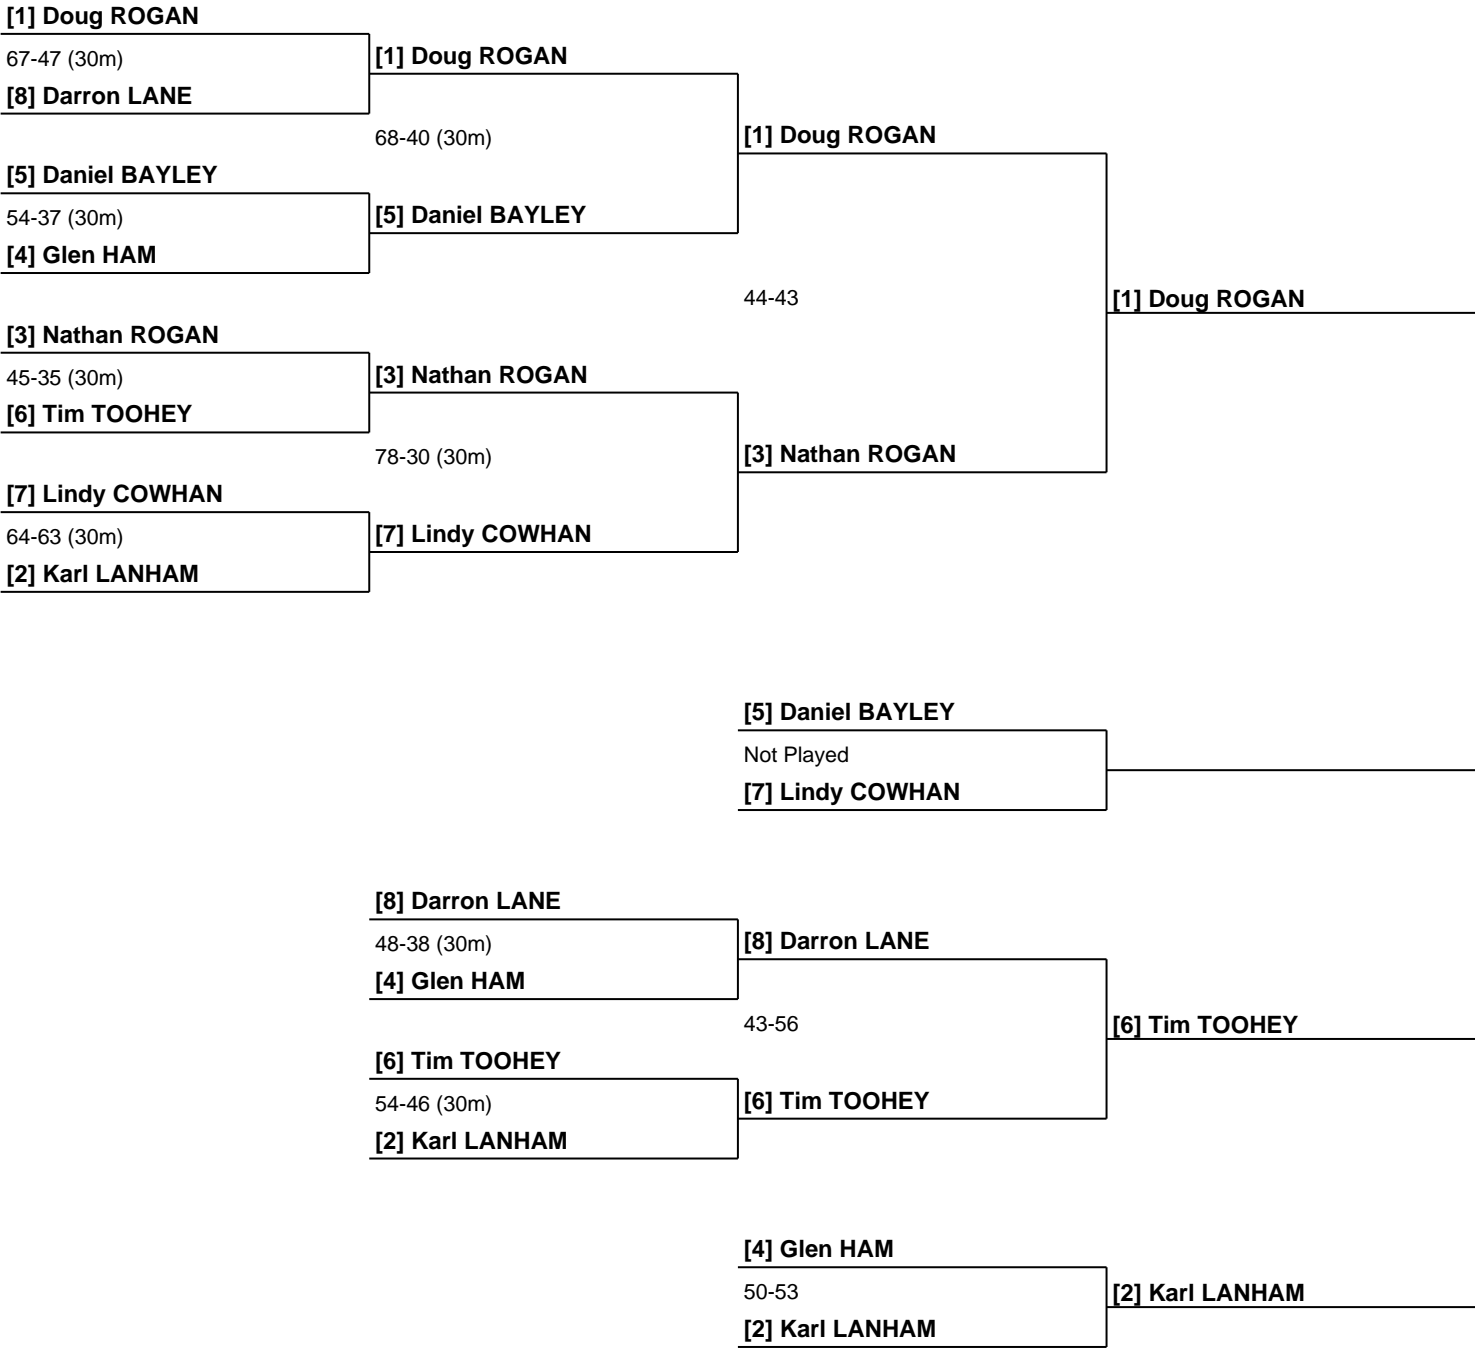 [1] Doug ROGAN
67-47 (30m)
[1] Doug ROGAN
[8] Darron LANE
68-40 (30m)
[1] Doug ROGAN
[5] Daniel BAYLEY
54-37 (30m)
[5] Daniel BAYLEY
[4] Glen HAM
44-43
[1] Doug ROGAN
[3] Nathan ROGAN
45-35 (30m)
[3] Nathan ROGAN
[6] Tim TOOHEY
78-30 (30m)
[3] Nathan ROGAN
[7] Lindy COWHAN
64-63 (30m)
[7] Lindy COWHAN
[2] Karl LANHAM
[5] Daniel BAYLEY
Not Played
[7] Lindy COWHAN
[8] Darron LANE
48-38 (30m)
[8] Darron LANE
[4] Glen HAM
43-56
[6] Tim TOOHEY
[6] Tim TOOHEY
54-46 (30m)
[6] Tim TOOHEY
[2] Karl LANHAM
[4] Glen HAM
50-53
[2] Karl LANHAM
[2] Karl LANHAM